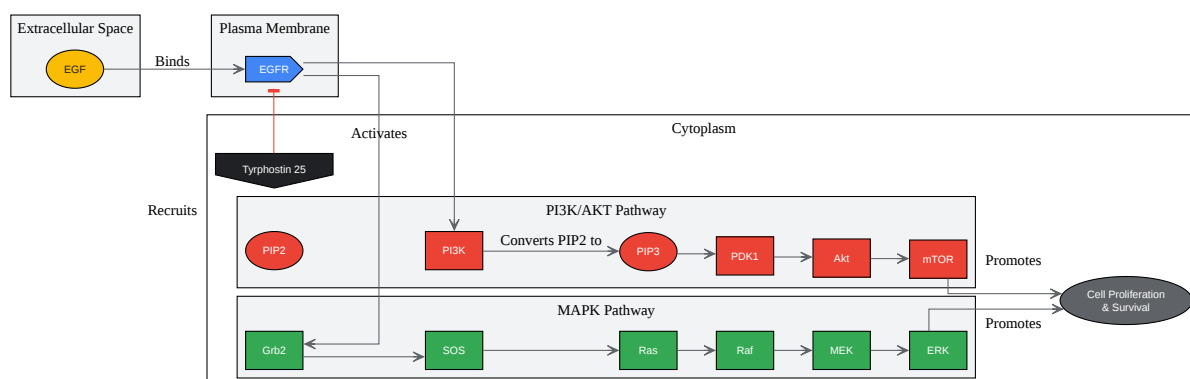 Extracellular Space
Plasma Membrane
EGF
Binds
EGFR
Activates
Cytoplasm
Tyrphostin 25
Recruits
PI3K/AKT Pathway
PIP2
PI3K
Converts PIP2 to
PIP3
PDK1
Akt
mTOR
Promotes
Cell Proliferation
& Survival
MAPK Pathway
Promotes
Grb2
SOS
Ras
Raf
MEK
ERK